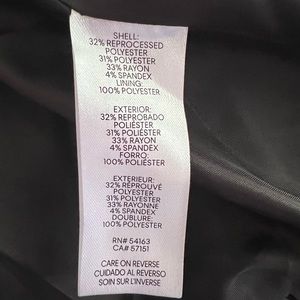 SHELL:
32% REPROCESSED
POLYESTER
31% POLYESTER
33% RAYON
4% SPANDEX
LINING:
100% POLYESTER
EXTERIOR:
32% REPROBADO
POLIÉSTER
31% POLIÉSTER
33% RAYON
4% SPANDEX
FORRO:
100% POLIÉSTER
EXTERIEUR:
32% RÉPROUVÉ
POLYESTER
31% POLYESTER
33% RAYONNE
4% SPANDEX
DOUBLURE:
100% POLYESTER
RN# 54163
CA# 57151
CARE ON REVERSE
CUIDADO AL REVERSO
SOIN SUR L'INVERSE